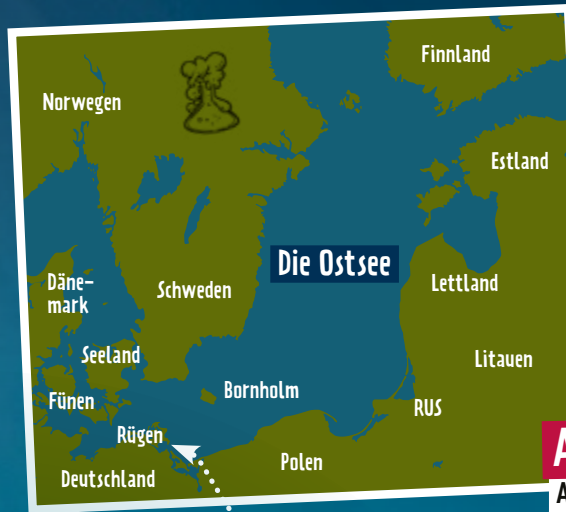 Finnland
Norwegen
Estland
Die Ostsee
Däne-
mark
Schweden
Lettland
Seeland
Litauen
Bornholm
Fünen
RUS
Rügen
Polen
Deutschland
A
A